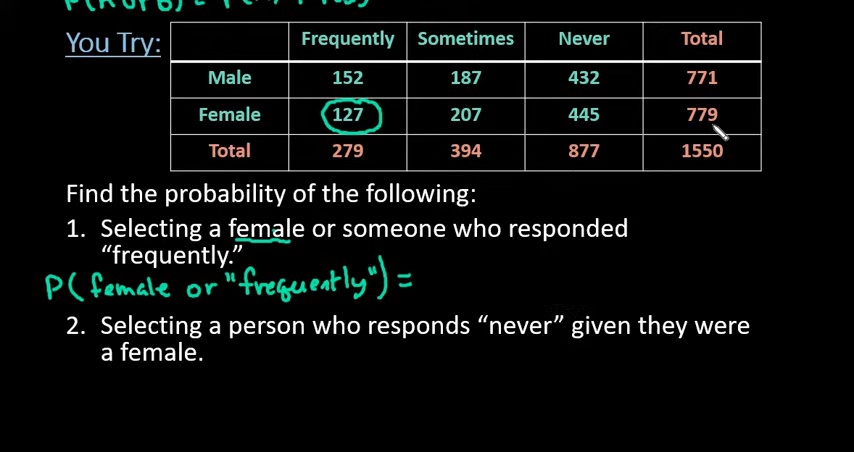 You Try:
Frequently Sometimes Never Total
Male 152 187 432 771
Female 127 207 445 779
Total 279 394 877 1550
Find the probability of the following:
1. Selecting a female or someone who responded
“frequently.”
P(female or "frequently") =
2. Selecting a person who responds “never” given they were
a female.